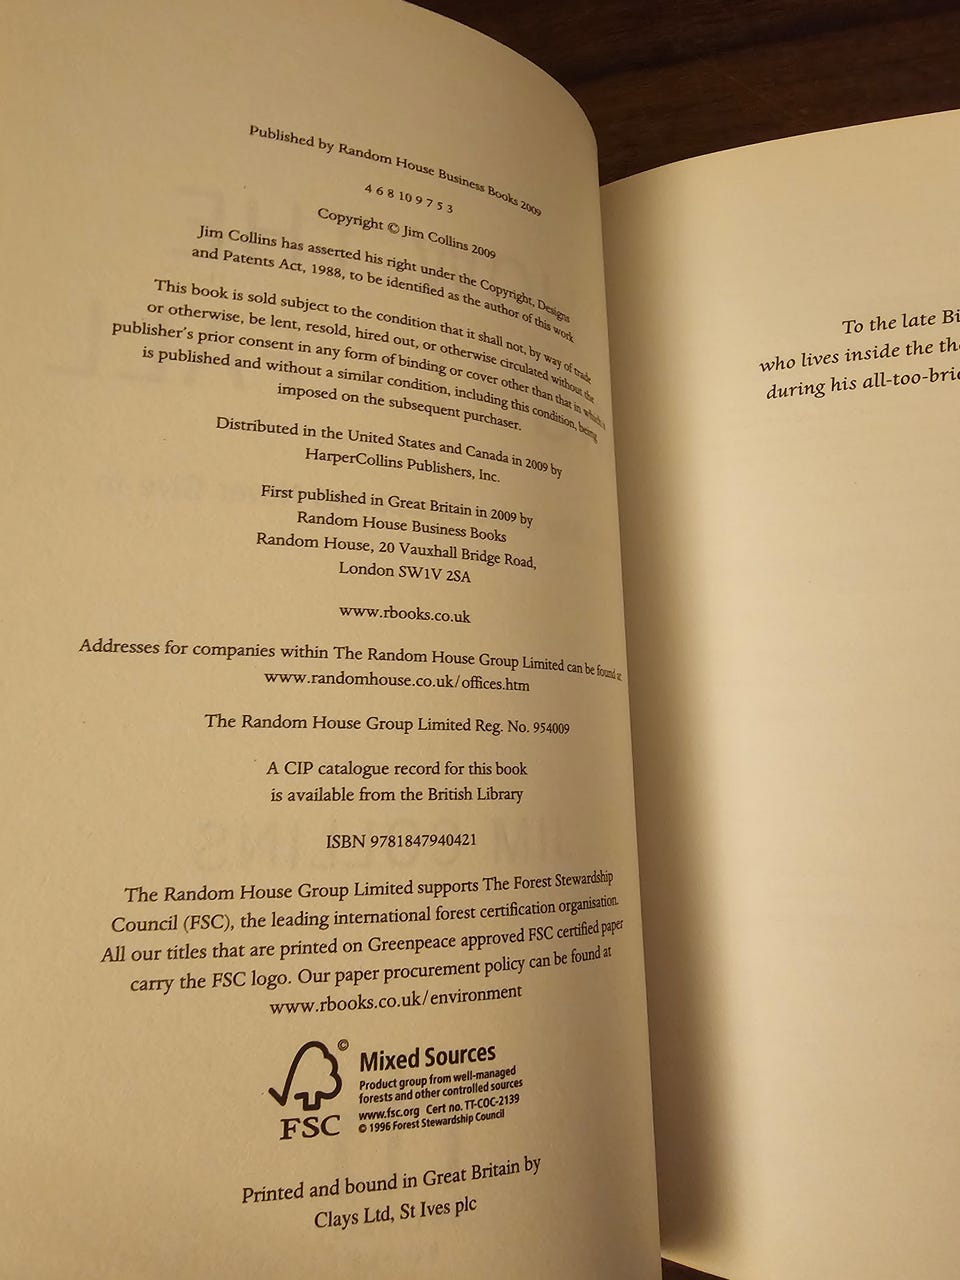 Published by Random House Business Books 2009
4 6 8 10 9 7 5 3
Copyright © Jim Collins 2009
Jim Collins has asserted his right under the Copyright, Designs
and Patents Act, 1988, to be identified as the author of this work
This book is sold subject to the condition that it shall not, by way of trade
or otherwise, be lent, resold, hired out, or otherwise circulated without the
publisher's prior consent in any form of binding or cover other than that in which it
is published and without a similar condition, including this condition, being
imposed on the subsequent purchaser.
Distributed in the United States and Canada in 2009 by
HarperCollins Publishers, Inc.
First published in Great Britain in 2009 by
Random House Business Books
Random House, 20 Vauxhall Bridge Road,
London SW1V 2SA
www.rbooks.co.uk
Addresses for companies within The Random House Group Limited can be found at
www.randomhouse.co.uk/offices.htm
The Random House Group Limited Reg. No. 954009
A CIP catalogue record for this book
is available from the British Library
ISBN 9781847940421
The Random House Group Limited supports The Forest Stewardship
Council (FSC), the leading international forest certification organisation.
All our titles that are printed on Greenpeace approved FSC certified paper
carry the FSC logo. Our paper procurement policy can be found at
www.rbooks.co.uk/environment
©
FSC
Mixed Sources
Product group from well-managed
forests and other controlled sources
www.fsc.org Cert no. TT-COC-2139
© 1996 Forest Stewardship Council
Printed and bound in Great Britain by
Clays Ltd, St Ives plc
To the late Bi
who lives inside the th
during his all-too-brie